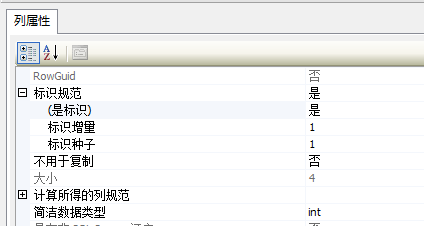 列属性
RowGuid 否
标识规范 是
(是标识) 是
标识增量 1
标识种子 1
不用于复制 否
大小 4
计算所得的列规范
简洁数据类型 int